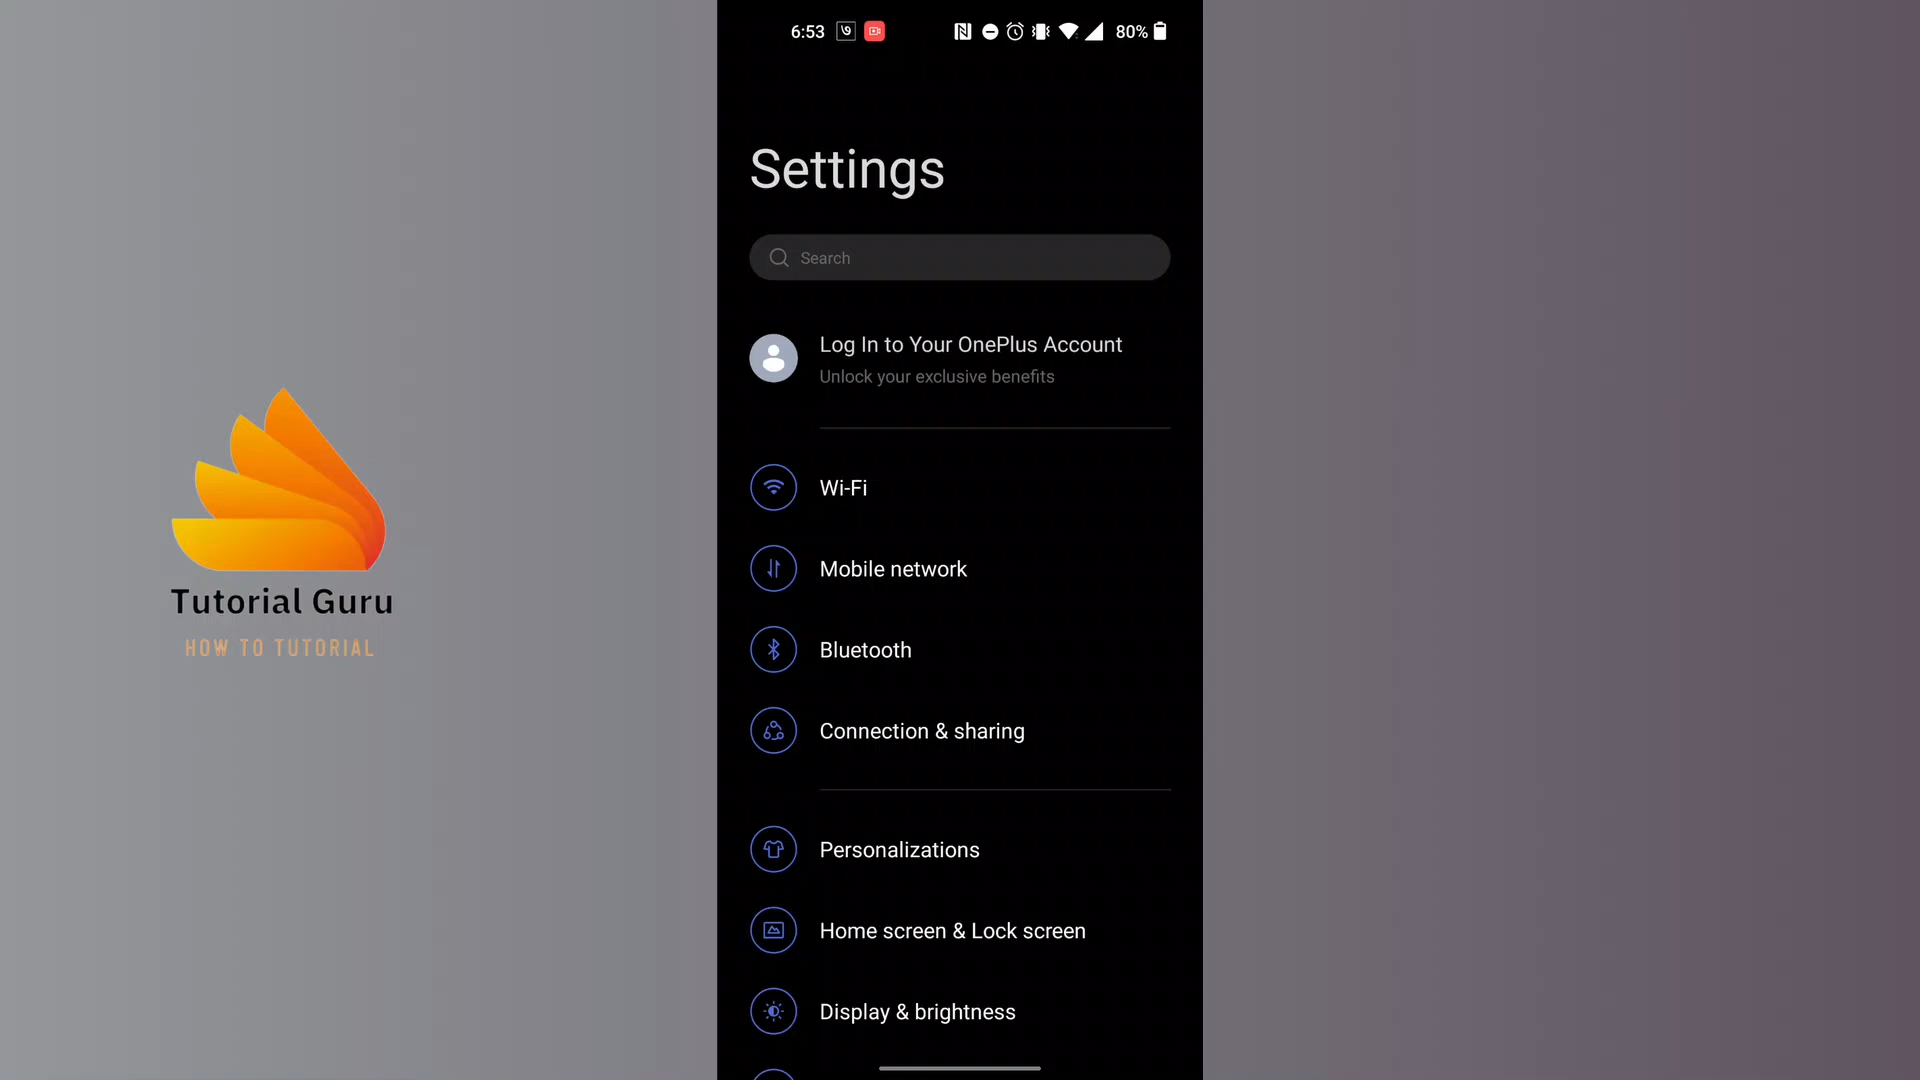 6:53
80%
Settings
Search
Log In to Your OnePlus Account
Unlock your exclusive benefits
Wi-Fi
Mobile network
Bluetooth
Connection & sharing
Personalizations
Home screen & Lock screen
Display & brightness
Tutorial Guru
HOW TO TUTORIAL